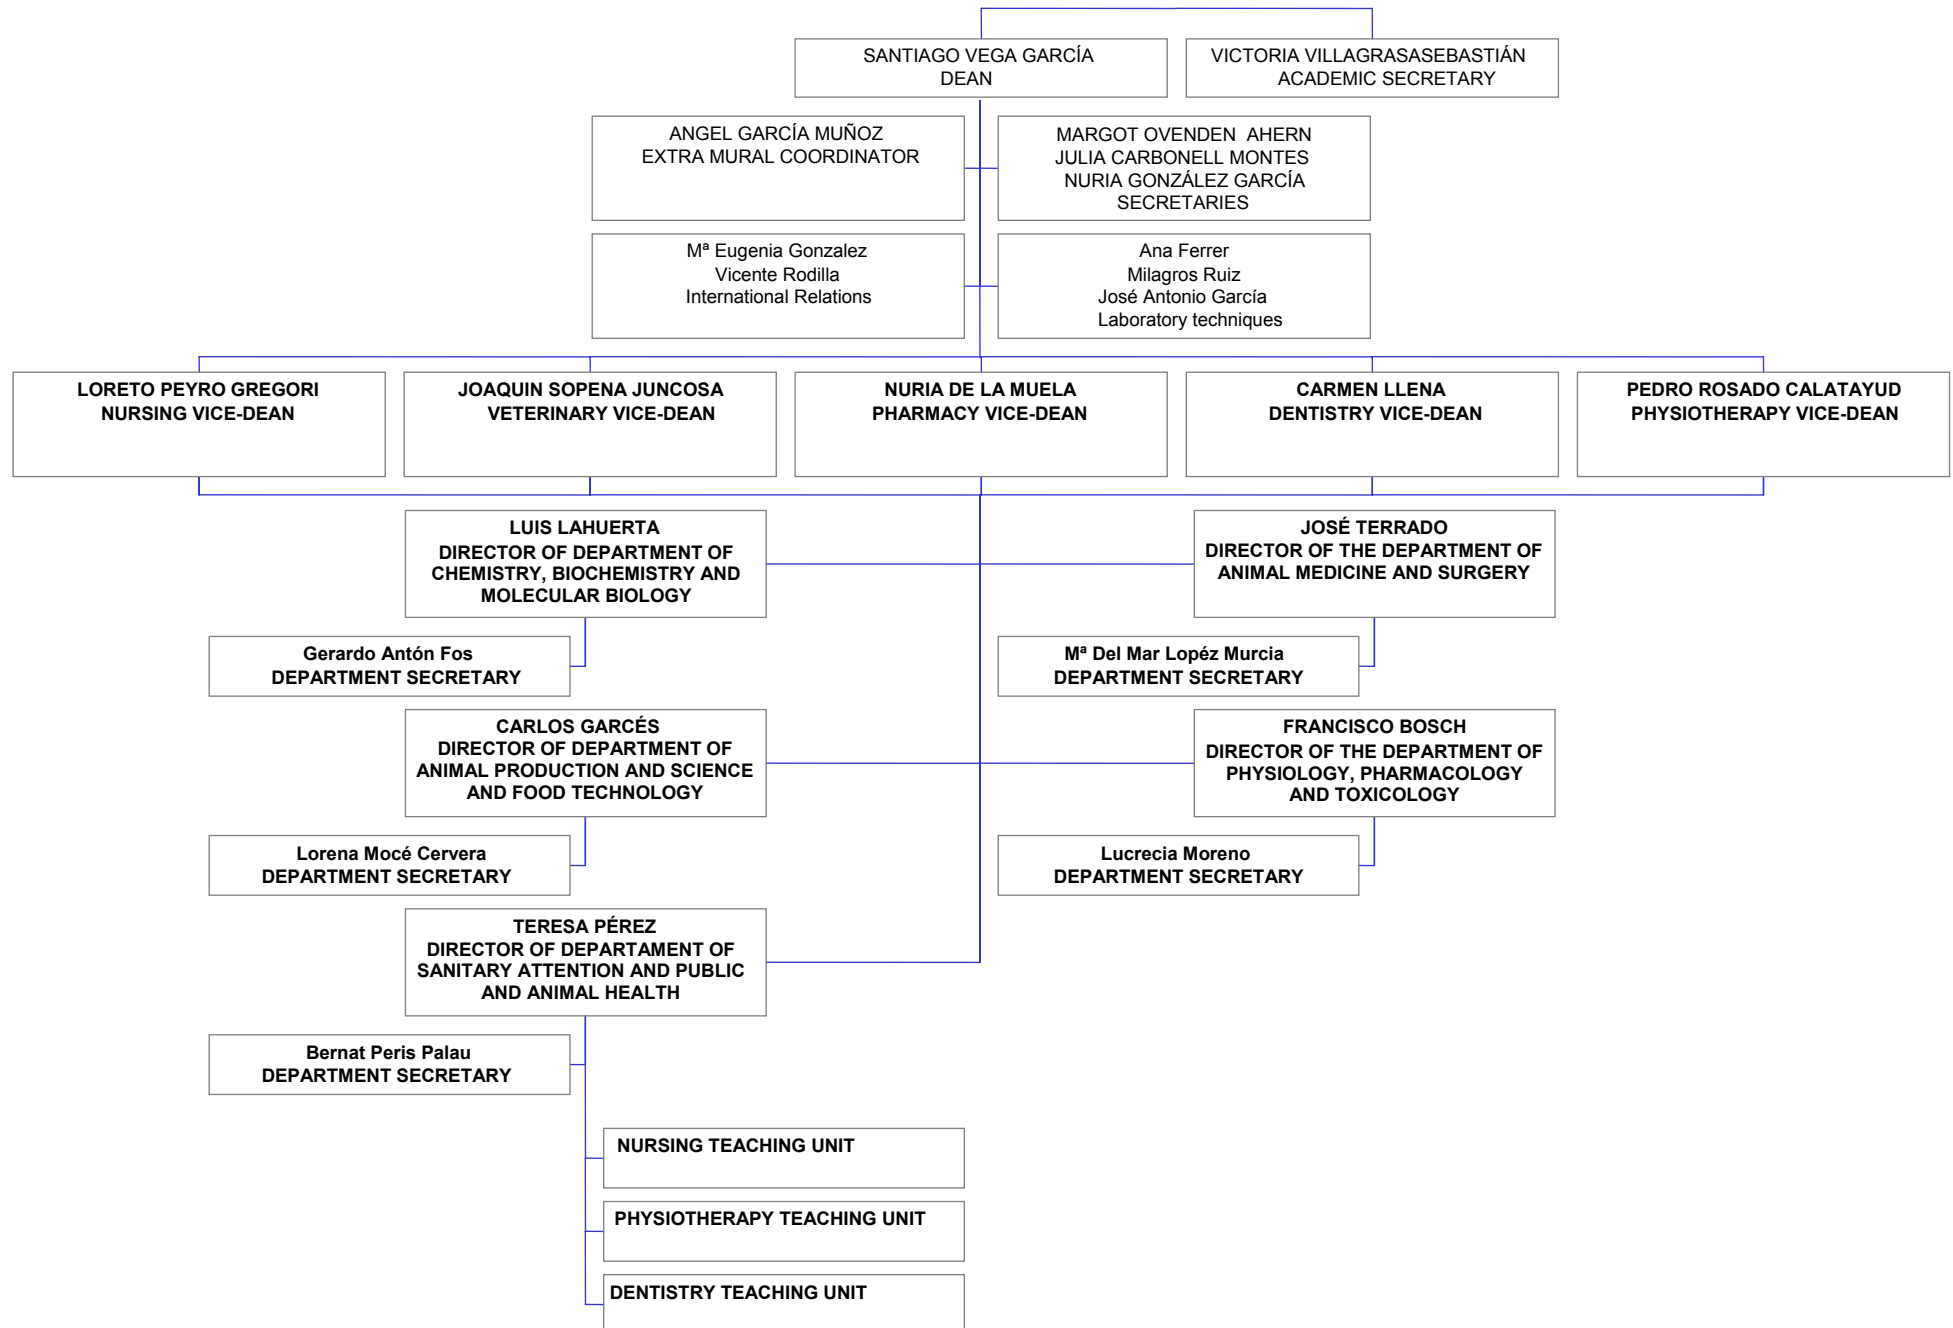 SANTIAGO VEGA GARCÍA
DEAN
VICTORIA VILLAGRASASEBASTIÁN
ACADEMIC SECRETARY
ANGEL GARCÍA MUÑOZ
EXTRA MURAL COORDINATOR
MARGOT OVENDEN AHERN
JULIA CARBONELL MONTES
NURIA GONZÁLEZ GARCÍA
SECRETARIES
Mª Eugenia Gonzalez
Vicente Rodilla
International Relations
Ana Ferrer
Milagros Ruiz
José Antonio García
Laboratory techniques
LORETO PEYRO GREGORI
NURSING VICE-DEAN
JOAQUIN SOPENA JUNCOSA
VETERINARY VICE-DEAN
NURIA DE LA MUELA
PHARMACY VICE-DEAN
CARMEN LLENA
DENTISTRY VICE-DEAN
PEDRO ROSADO CALATAYUD
PHYSIOTHERAPY VICE-DEAN
LUIS LAHUERTA
DIRECTOR OF DEPARTMENT OF
CHEMISTRY, BIOCHEMISTRY AND
MOLECULAR BIOLOGY
JOSÉ TERRADO
DIRECTOR OF THE DEPARTMENT OF
ANIMAL MEDICINE AND SURGERY
Gerardo Antón Fos
DEPARTMENT SECRETARY
Mª Del Mar Lopéz Murcia
DEPARTMENT SECRETARY
CARLOS GARCÉS
DIRECTOR OF DEPARTMENT OF
ANIMAL PRODUCTION AND SCIENCE
AND FOOD TECHNOLOGY
FRANCISCO BOSCH
DIRECTOR OF THE DEPARTMENT OF
PHYSIOLOGY, PHARMACOLOGY
AND TOXICOLOGY
Lorena Mocé Cervera
DEPARTMENT SECRETARY
Lucrecia Moreno
DEPARTMENT SECRETARY
TERESA PÉREZ
DIRECTOR OF DEPARTAMENT OF
SANITARY ATTENTION AND PUBLIC
AND ANIMAL HEALTH
Bernat Peris Palau
DEPARTMENT SECRETARY
NURSING TEACHING UNIT
PHYSIOTHERAPY TEACHING UNIT
DENTISTRY TEACHING UNIT